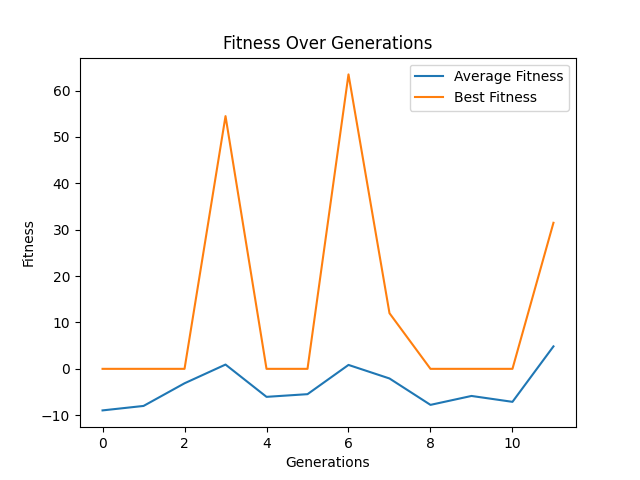 Fitness Over Generations
Average Fitness
Best Fitness
60
50
40
30
20
10
0
−10
Fitness
0 2 4 6 8 10
Generations